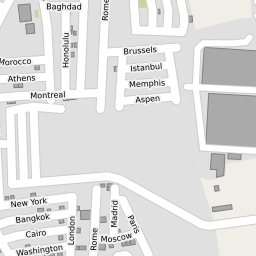 Baghdad
Rome
Honolulu
Brussels
Morocco
Istanbul
Athens
Memphis
Montreal
Aspen
New York
Madrid
Bangkok
Paris
London
Cairo
Rome
Moscow
Washington